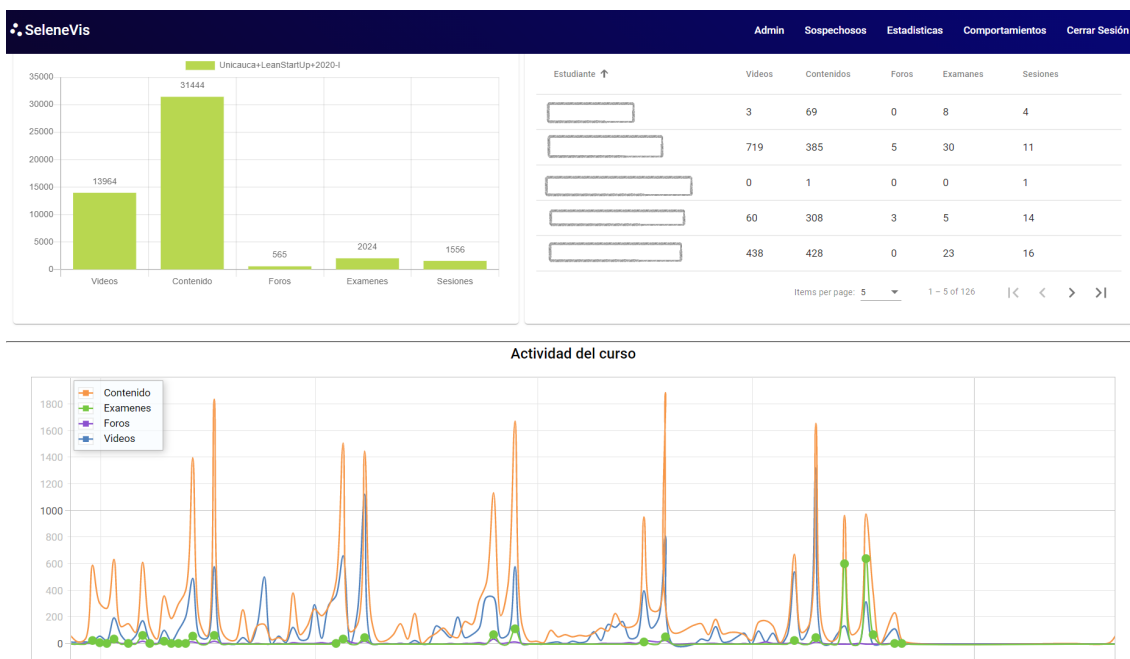 SeleneVis Admin Sospechosos Estadisticas Comportamientos Cerrar Sesión
Unicauca+LeanStartUp+2020-I
35000
30000
25000
20000
15000
10000
5000
0
13964
31444
565
2024
1556
Videos Contenido Foros Examenes Sesiones
Estudiante Videos Contenidos Foros Examanes Sesiones
3 69 0 8 4
719 385 5 30 11
0 1 0 0 1
60 308 3 5 14
438 428 0 23 16
Items per page: 5 1 – 5 of 126
Actividad del curso
Contenido
Examenes
Foros
Videos
1800
1600
1400
1200
1000
800
600
400
200
0